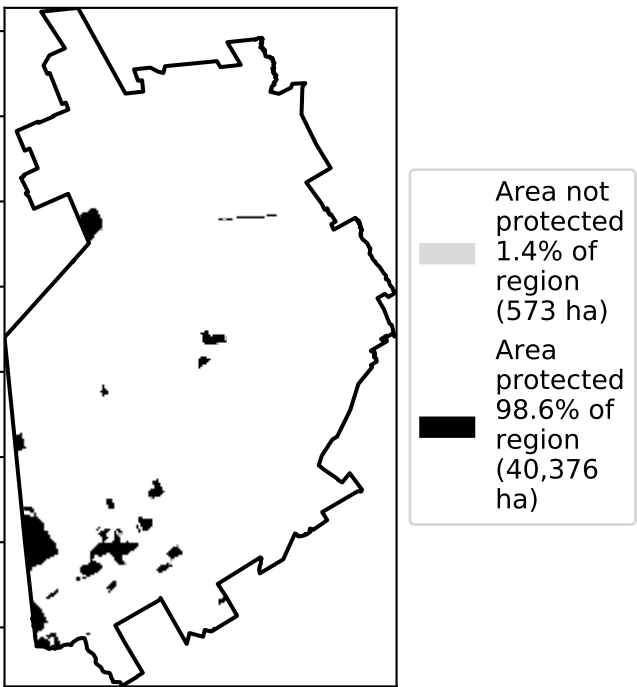 Area not
protected
1.4% of
region
(573 ha)
Area
protected
98.6% of
region
(40,376
ha)